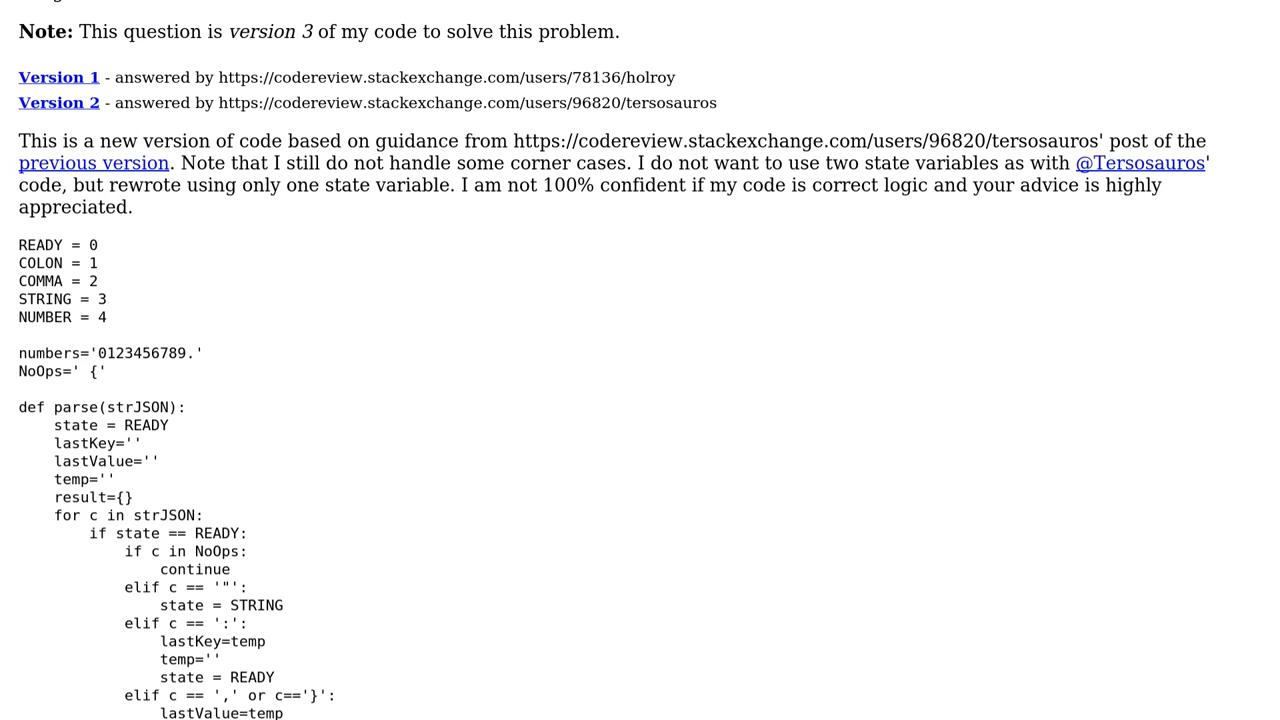 Note: This question is version 3 of my code to solve this problem.
Version 1 - answered by https://codereview.stackexchange.com/users/78136/holroy
Version 2 - answered by https://codereview.stackexchange.com/users/96820/tersosauros
This is a new version of code based on guidance from https://codereview.stackexchange.com/users/96820/tersosauros' post of the
previous version. Note that I still do not handle some corner cases. I do not want to use two state variables as with @Tersosauros'
code, but rewrote using only one state variable. I am not 100% confident if my code is correct logic and your advice is highly
appreciated.
READY = 0
COLON = 1
COMMA = 2
STRING = 3
NUMBER = 4
numbers='0123456789.'
NoOps=' {'
def parse(strJSON):
    state = READY
    lastKey=''
    lastValue=''
    temp=''
    result={}
    for c in strJSON:
        if state == READY:
            if c in NoOps:
                continue
            elif c == '"':
                state = STRING
            elif c == ':':
                lastKey=temp
                temp=''
                state = READY
            elif c == ',' or c=='}':
                lastValue=temp